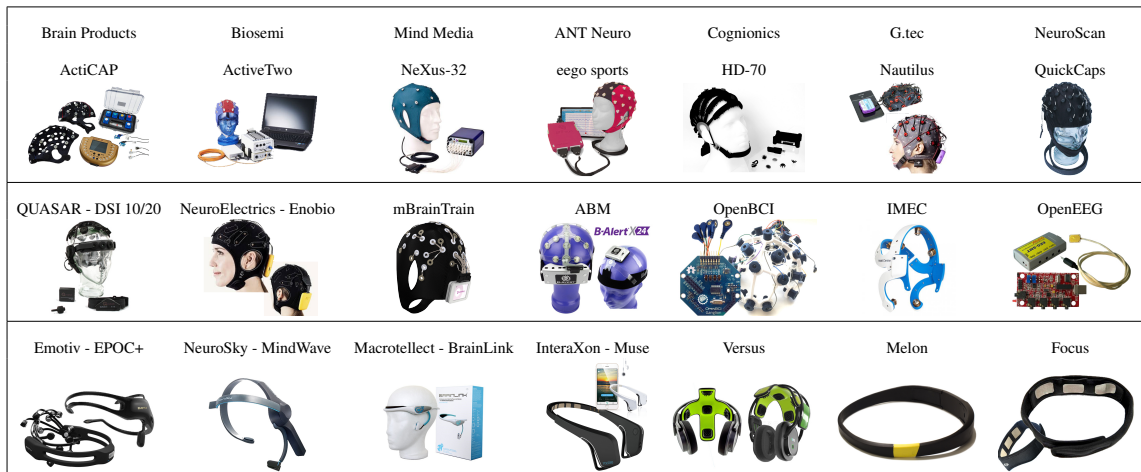 Brain Products Biosemi Mind Media ANT Neuro Cognionics G.tec NeuroScan
ActiCAP ActiveTwo NeXus-32 eego sports HD-70 Nautilus QuickCaps
QUASAR - DSI 10/20 NeuroElectrics - Enobio mBrainTrain ABM OpenBCI IMEC OpenEEG
B-Alert X24
Emotiv - EPOC+ NeuroSky - MindWave Macrotellect - BrainLink InteraXon - Muse Versus Melon Focus
BRAINLINK